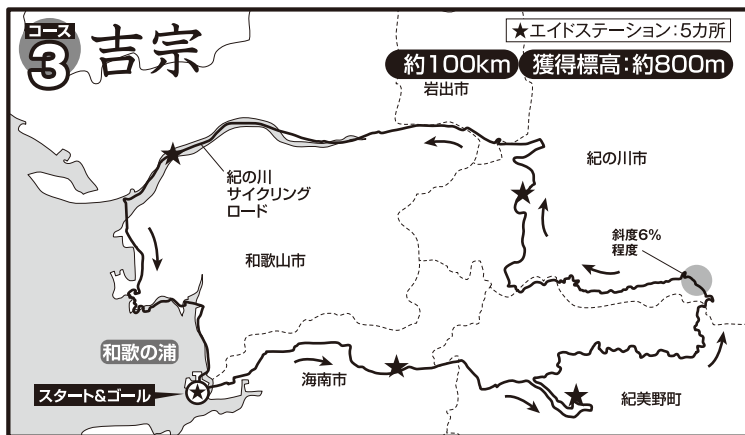 コース
3
吉宗
★エイドステーション：5カ所
約100km
獲得標高：約800m
岩出市
紀の川市
紀の川
サイクリング
ロード
斜度6%
程度
和歌山市
和歌の浦
海南市
スタート&ゴール
紀美野町